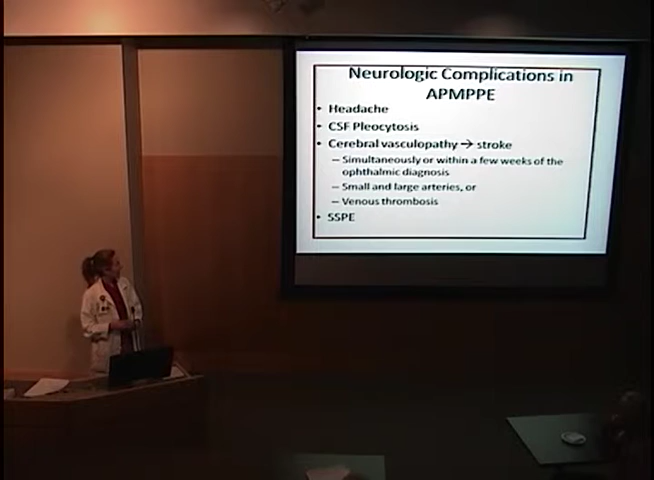 Neurologic Complications in
APMPPE
• Headache
• CSF Pleocytosis
• Cerebral vasculopathy → stroke
– Simultaneously or within a few weeks of the
ophthalmic diagnosis
– Small and large arteries, or
– Venous thrombosis
• SSPE